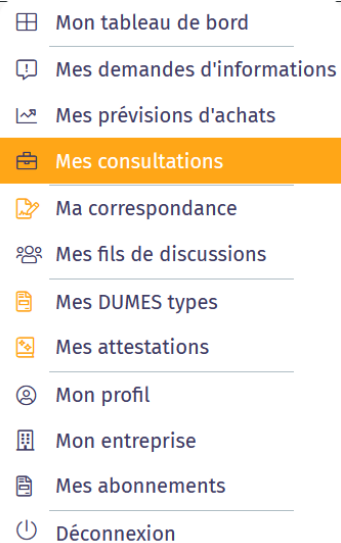 Mon tableau de bord
Mes demandes d'informations
Mes prévisions d'achats
Mes consultations
Ma correspondance
Mes fils de discussions
Mes DUMES types
Mes attestations
Mon profil
Mon entreprise
Mes abonnements
Déconnexion